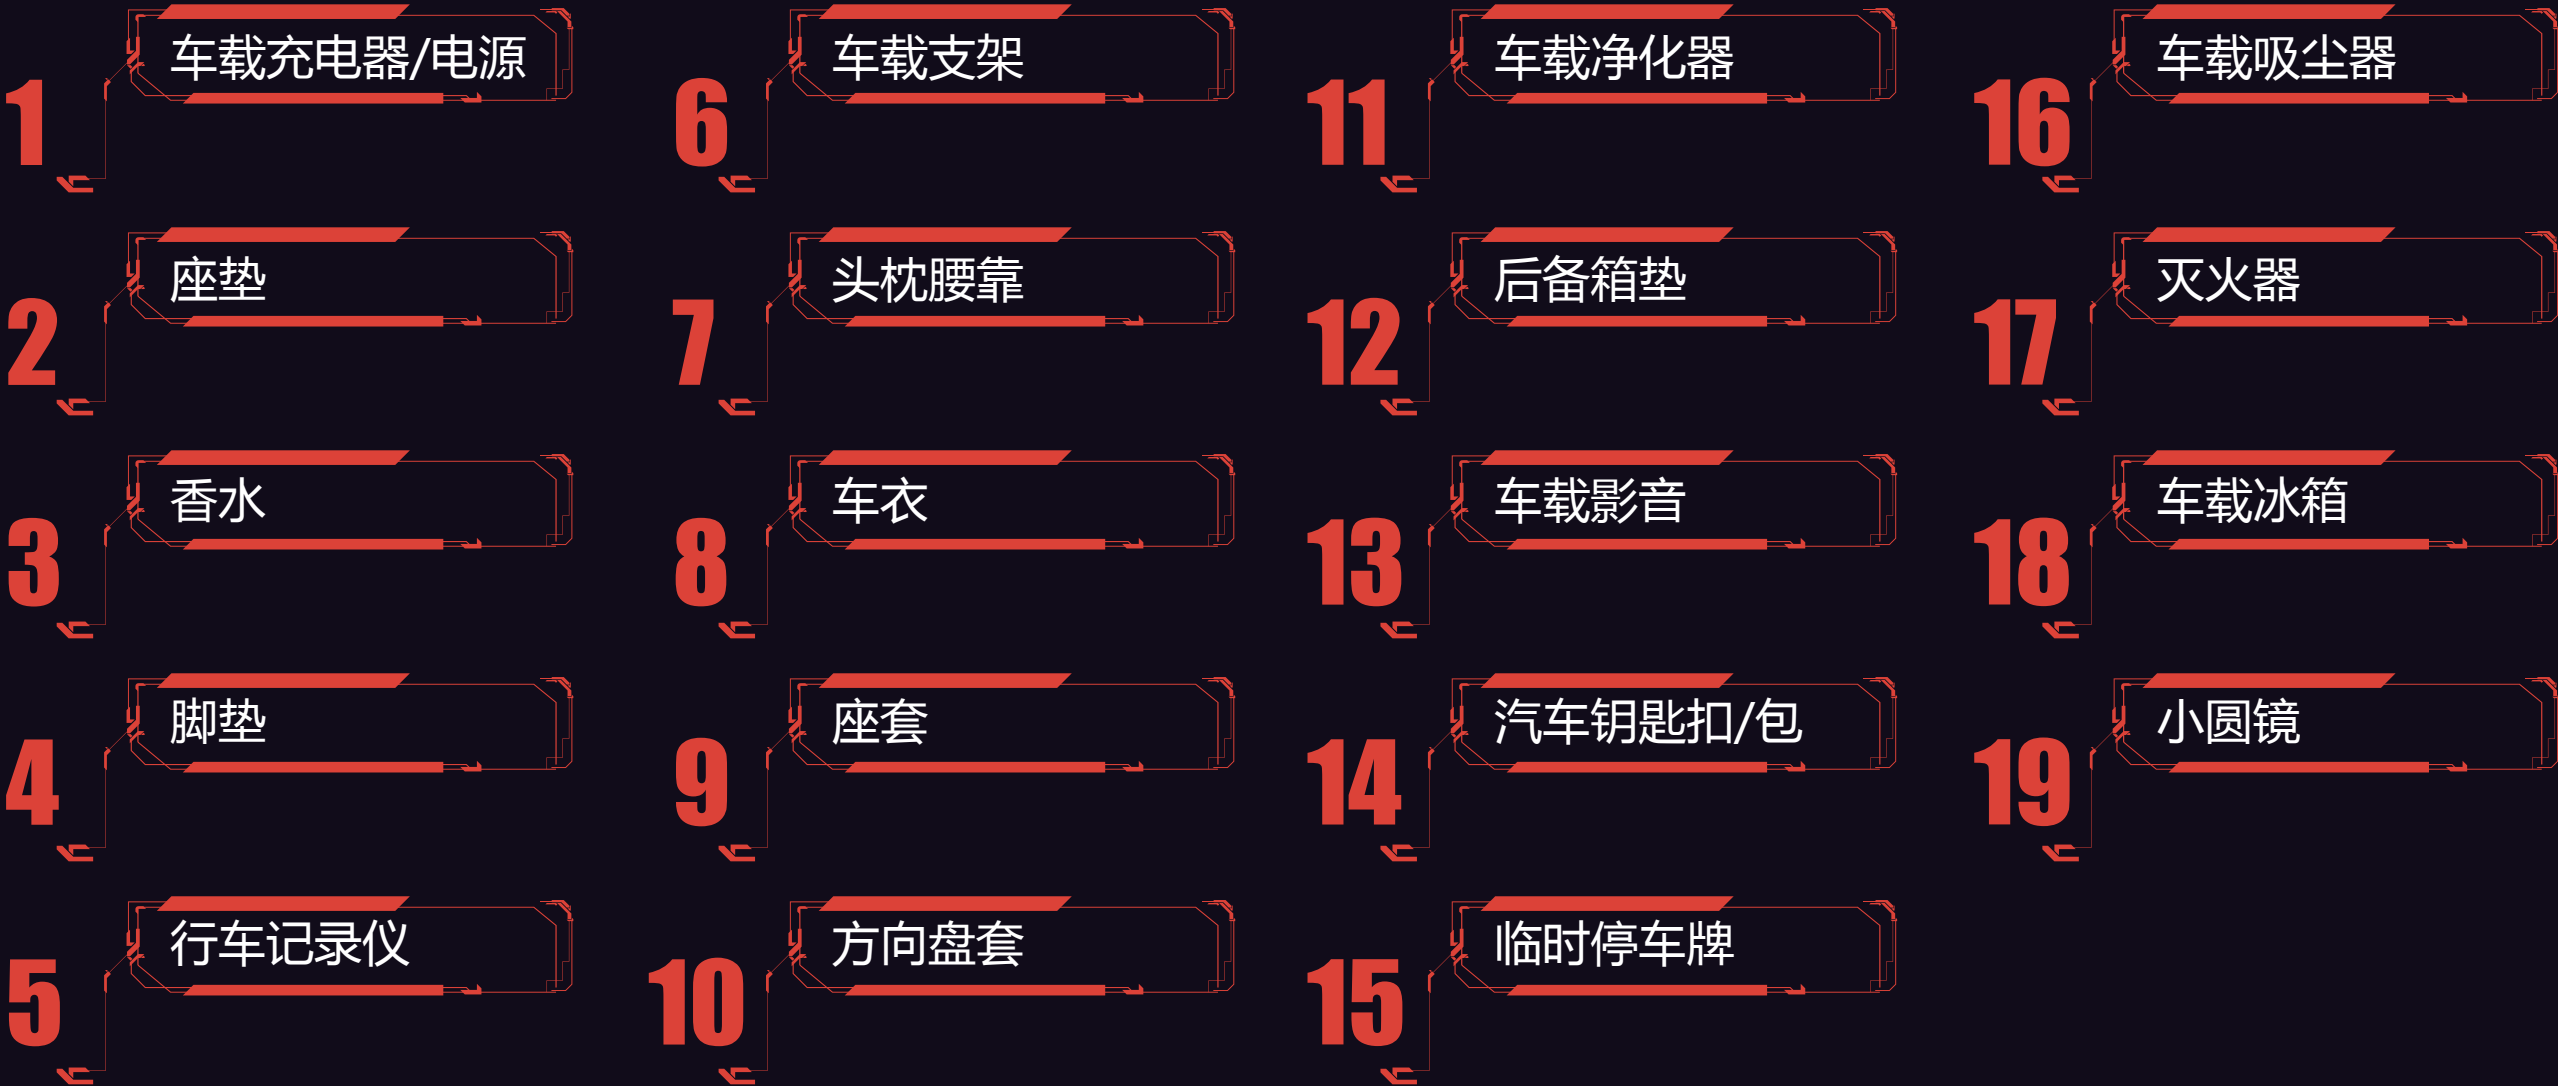 1
车载充电器/电源
2
座垫
3
香水
4
脚垫
5
行车记录仪
6
车载支架
7
头枕腰靠
8
车衣
9
座套
10
方向盘套
11
车载净化器
12
后备箱垫
13
车载影音
14
汽车钥匙扣/包
15
临时停车牌
16
车载吸尘器
17
灭火器
18
车载冰箱
19
小圆镜